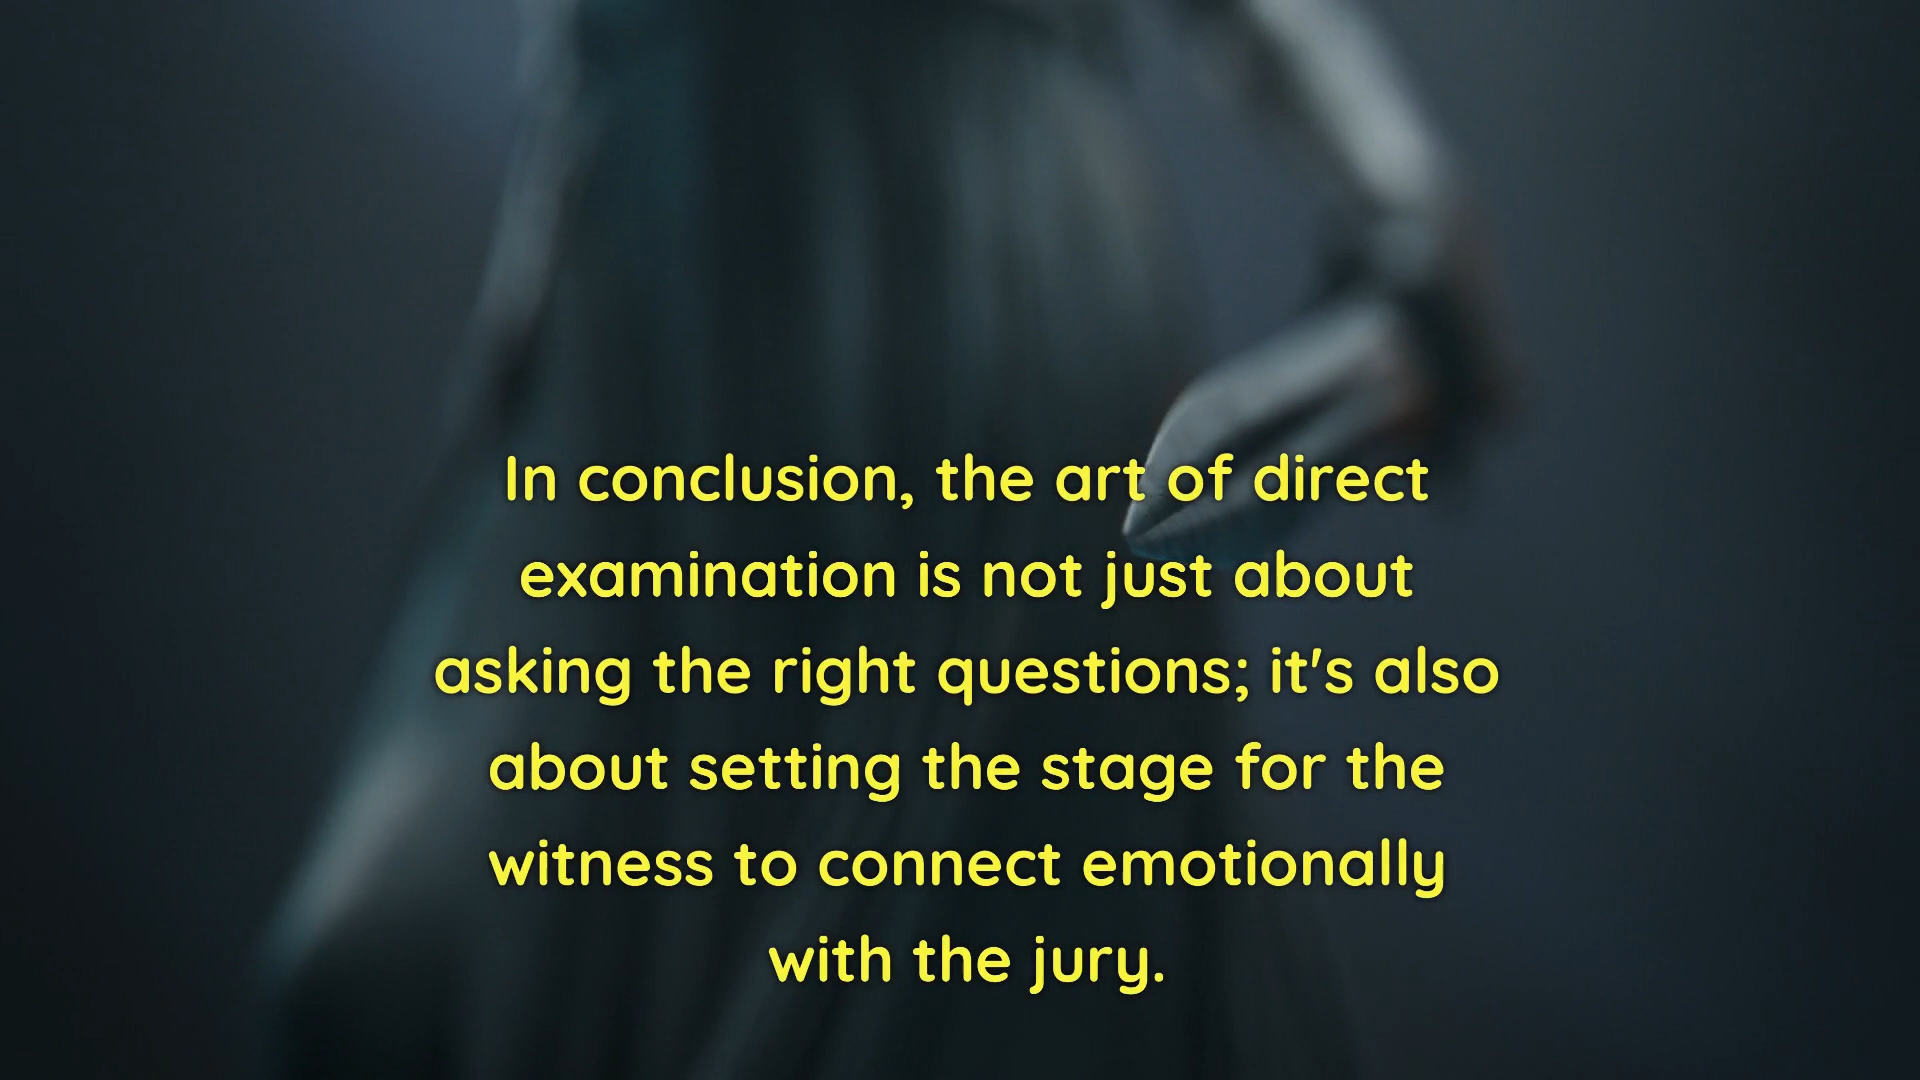 In conclusion, the art of direct
examination is not just about
asking the right questions; it's also
about setting the stage for the
witness to connect emotionally
with the jury.